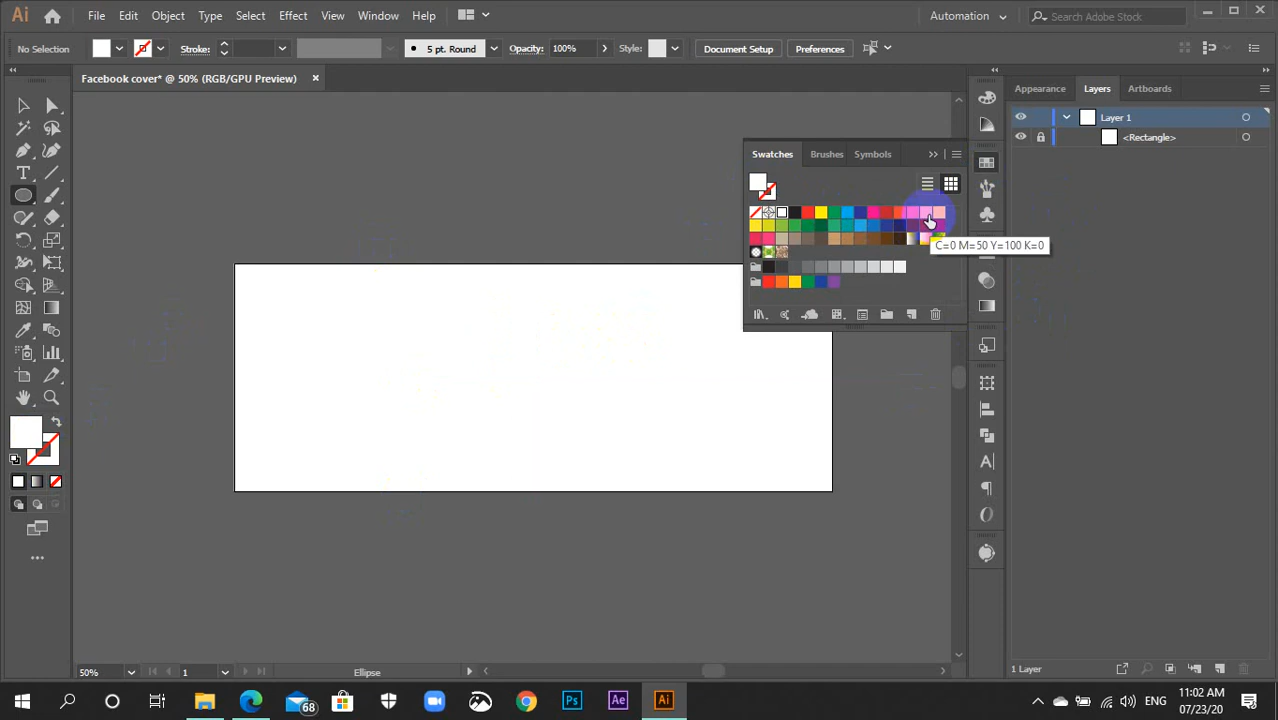 Ai File Edit Object Type Select Effect View Window Help Automation Search Adobe Stock
No Selection Stroke: 5 pt. Round Opacity: 100% Style: Document Setup Preferences
Facebook cover* @ 50% (RGB/GPU Preview)
Appearance Layers Artboards
Layer 1
<Rectangle>
Swatches Brushes Symbols
C=0 M=50 Y=100 K=0
50% 1 Ellipse
1 Layer
68 Ps Ae Ai ENG
11:02 AM
07/23/20